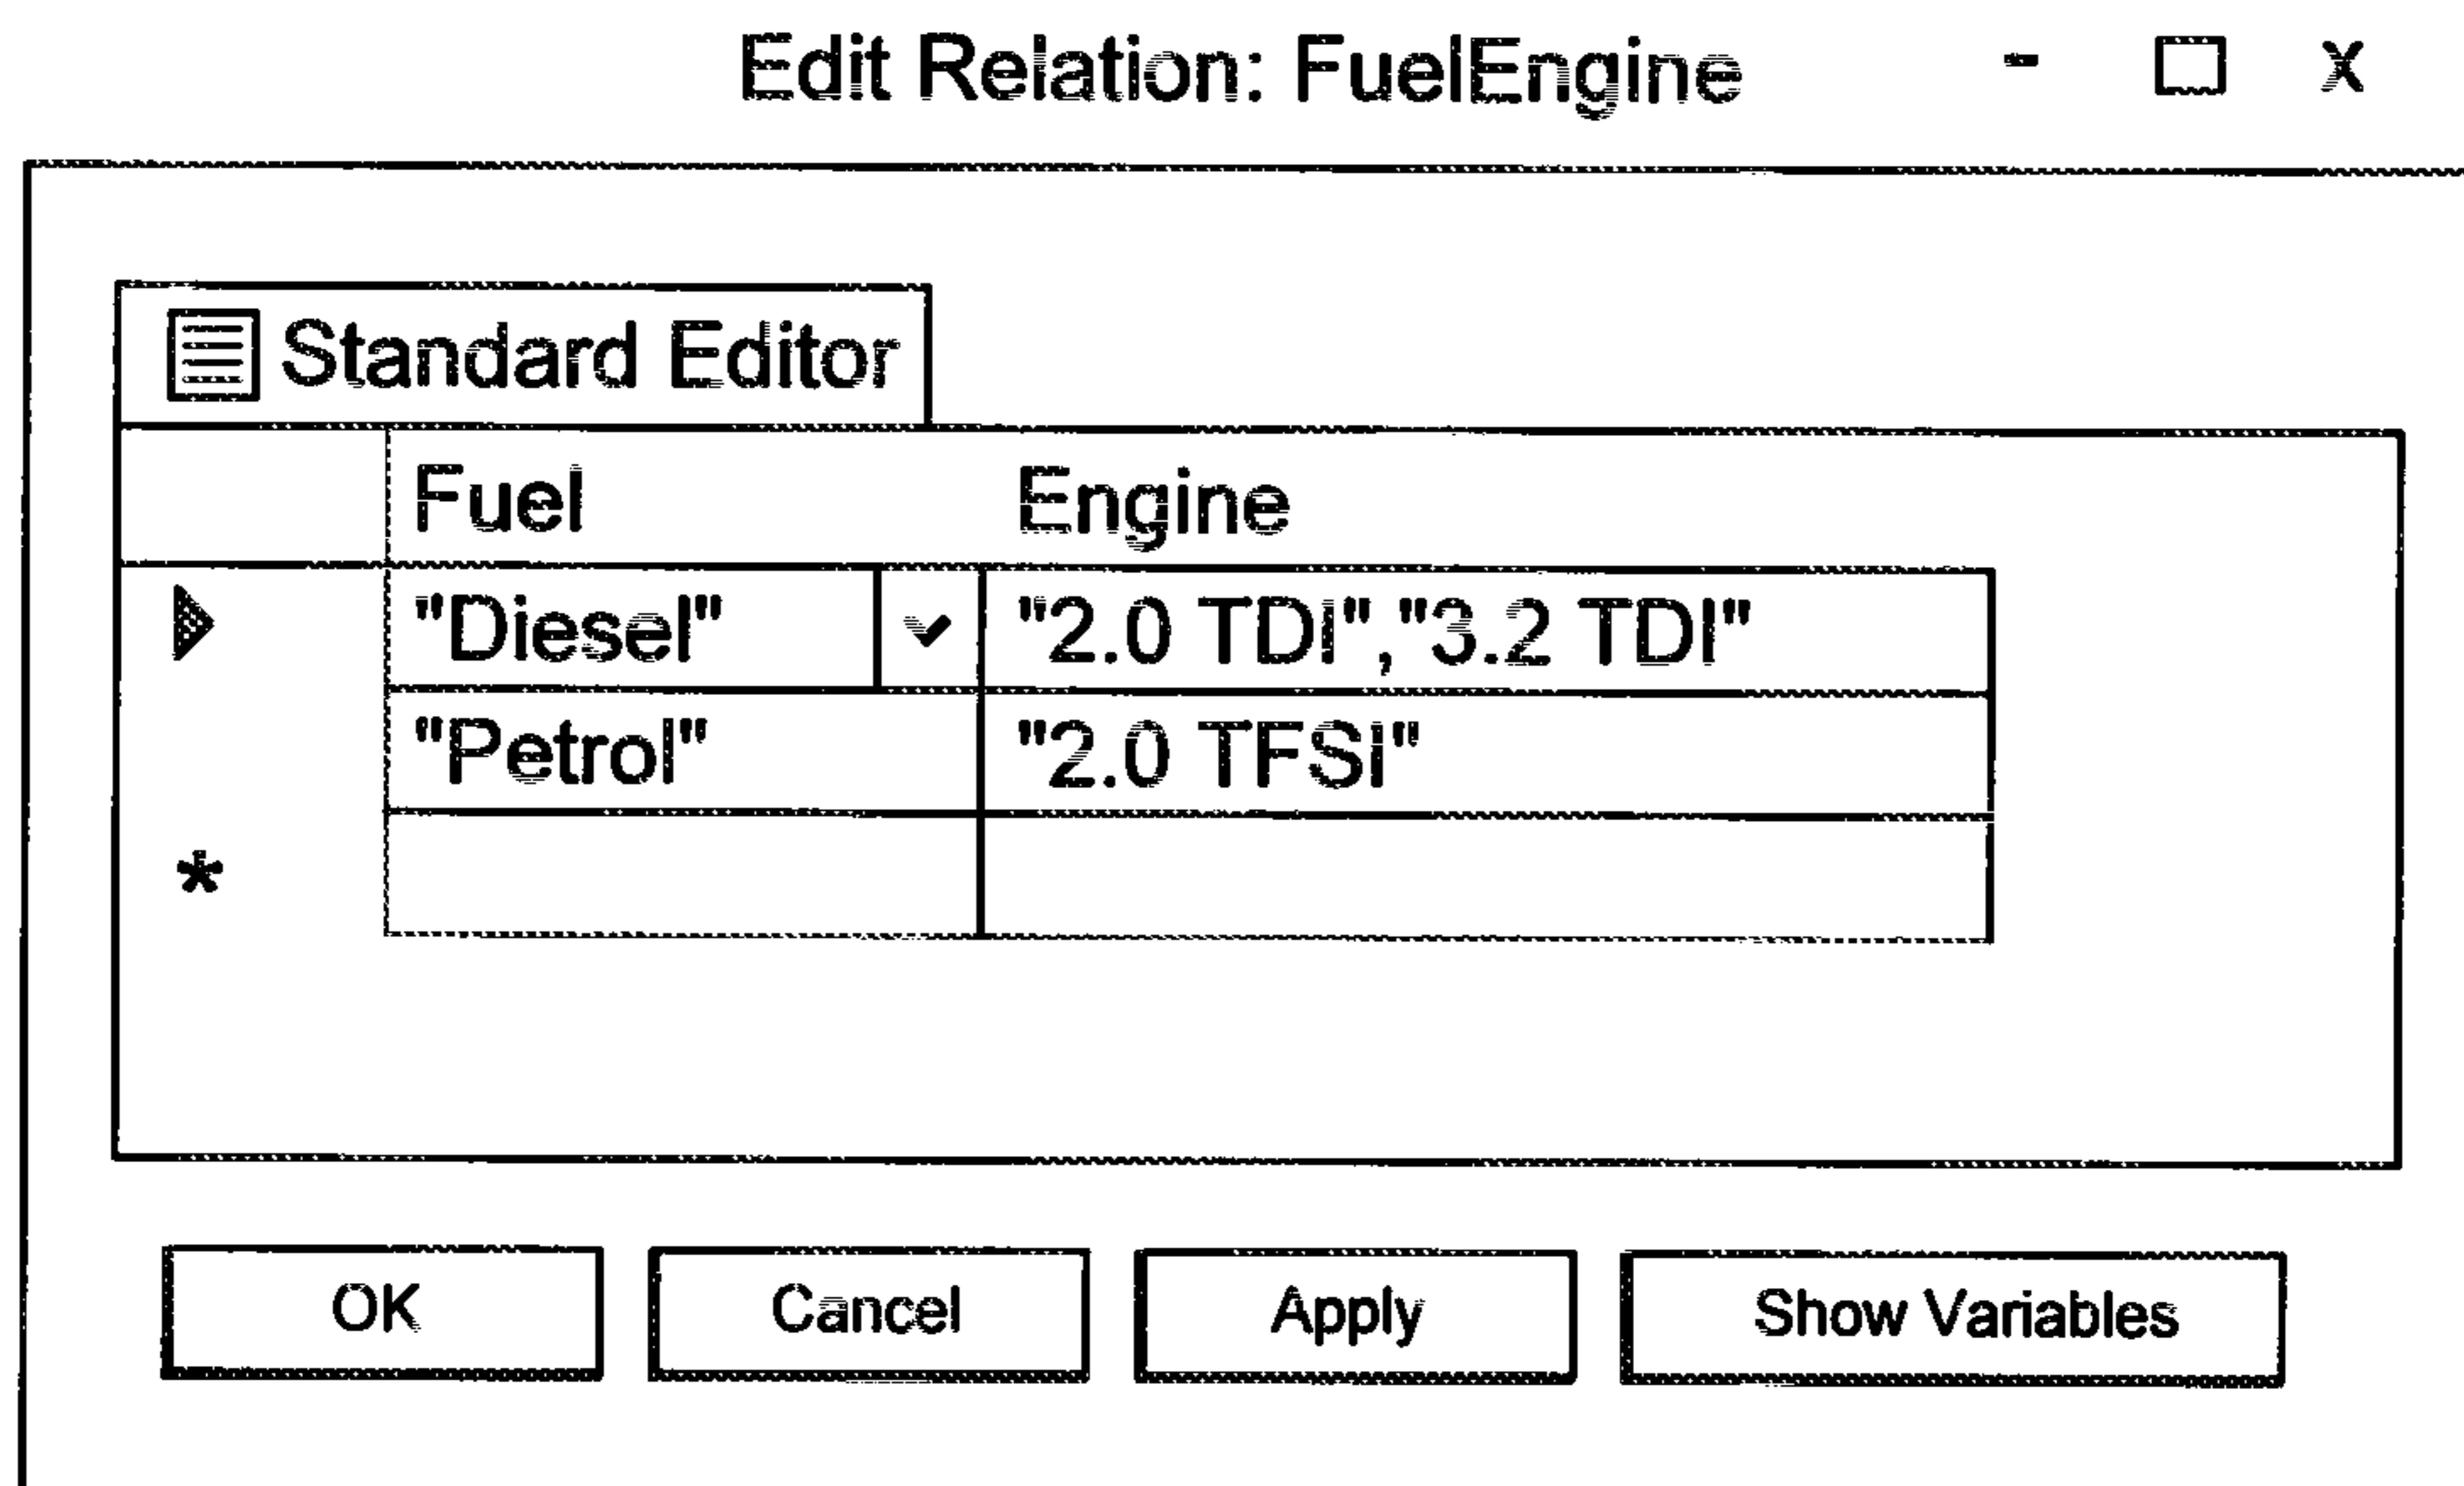 Edit Relation: FuelEngine - □ x
Standard Editor
Fuel Engine
"Diesel" "2.0 TDI","3.2 TDI"
"Petrol" "2.0 TFSI"
*
OK Cancel Apply Show Variables